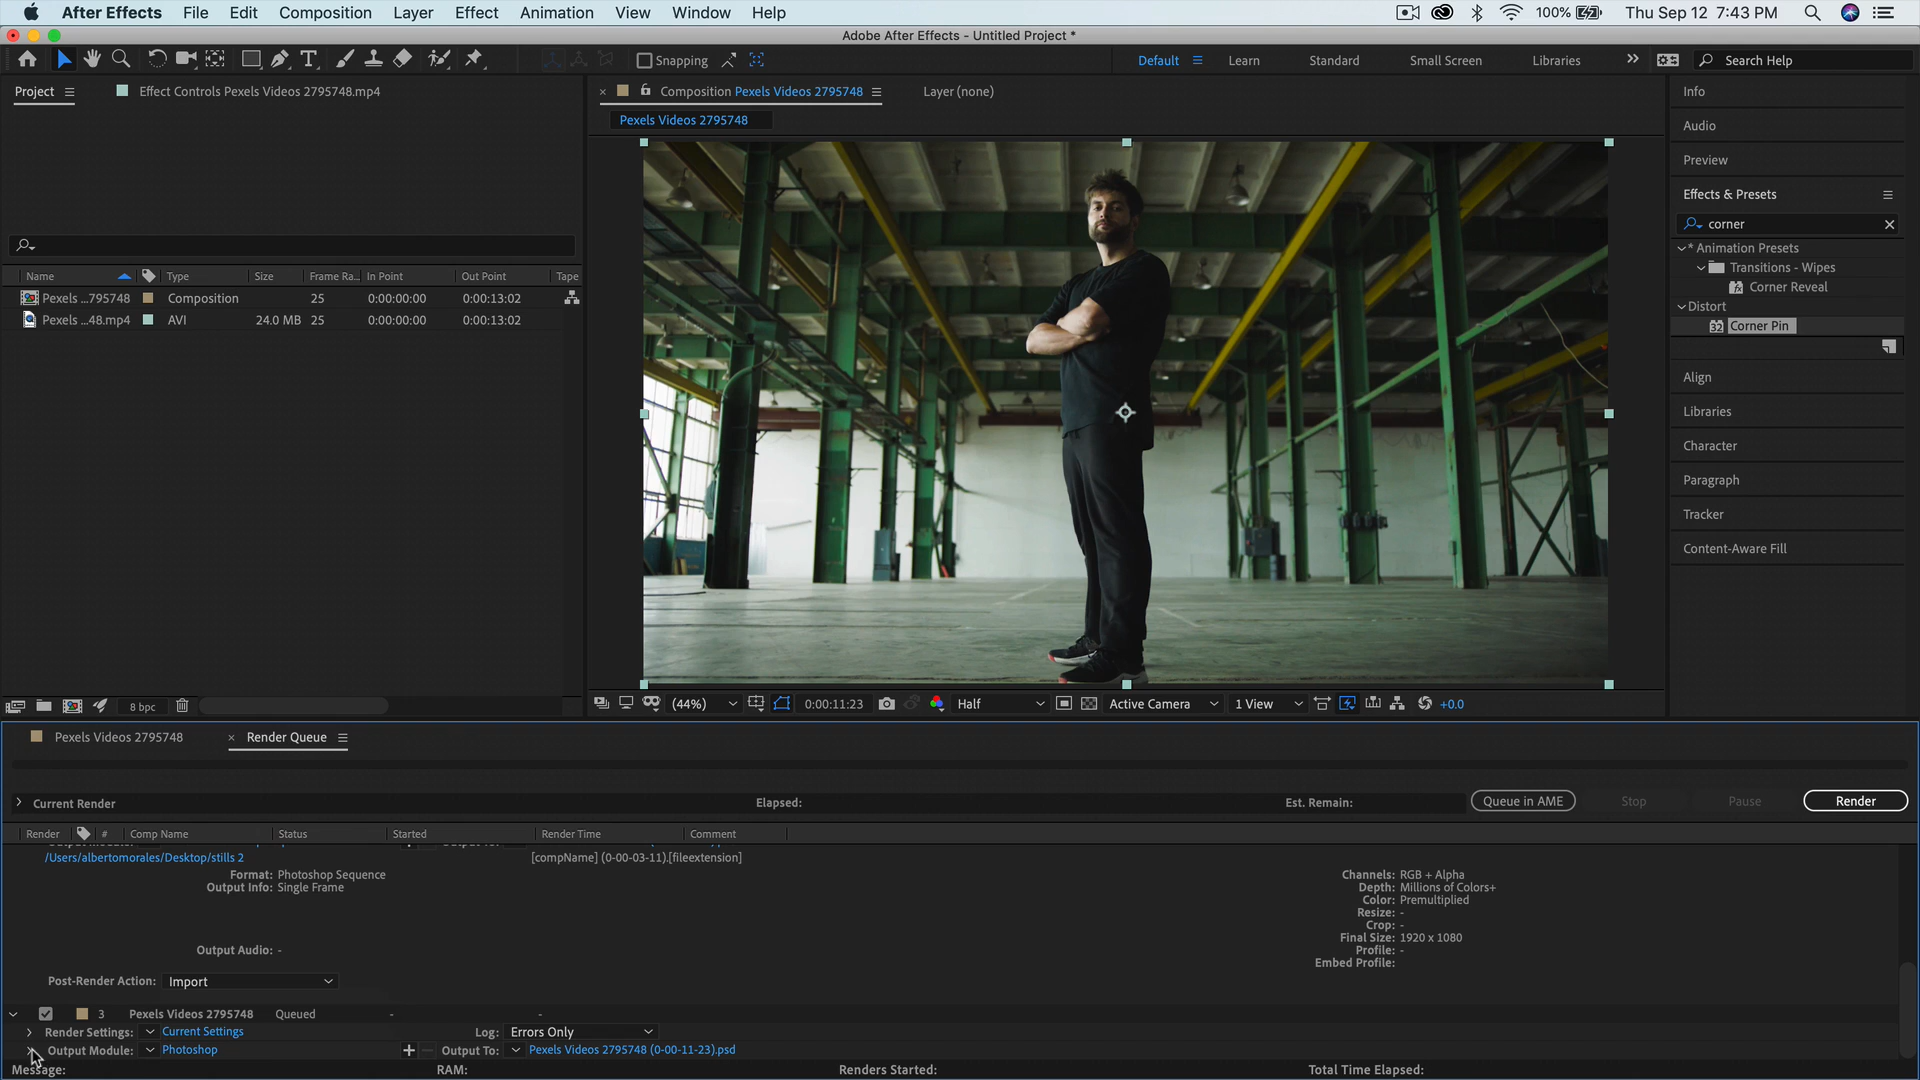 After Effects File Edit Composition Layer Effect Animation View Window Help 100% Thu Sep 12 7:43 PM
Adobe After Effects - Untitled Project *
Snapping Default Learn Standard Small Screen Libraries Search Help
Project Effect Controls Pexels Videos 2795748.mp4 Composition Pexels Videos 2795748 Layer (none) Info
Pexels Videos 2795748
Audio
Preview
Effects & Presets
corner
* Animation Presets
Transitions - Wipes
Corner Reveal
Distort
32 Corner Pin
Align
Libraries
Character
Paragraph
Tracker
Content-Aware Fill
Name Type Size Frame Ra... In Point Out Point Tape
Pexels ...795748 Composition 25 0:00:00:00 0:00:13:02
Pexels ...48.mp4 AVI 24.0 MB 25 0:00:00:00 0:00:13:02
8 bpc (44%) 0:00:11:23 Half Active Camera 1 View +0.0
Pexels Videos 2795748 Render Queue
Current Render Elapsed: Est. Remain: Queue in AME Stop Pause Render
Render # Comp Name Status Started Render Time Comment
/Users/albertomorales/Desktop/stills 2 [compName] (0-00-03-11).[fileextension]
Format: Photoshop Sequence Channels: RGB + Alpha
Output Info: Single Frame Depth: Millions of Colors+
Color: Premultiplied
Resize: -
Crop: -
Final Size: 1920 x 1080
Output Audio: - Profile: -
Embed Profile:
Post-Render Action: Import
3 Pexels Videos 2795748 Queued - -
Render Settings: Current Settings Log: Errors Only
Output Module: Photoshop Output To: Pexels Videos 2795748 (0-00-11-23).psd
Message: RAM: Renders Started: Total Time Elapsed: